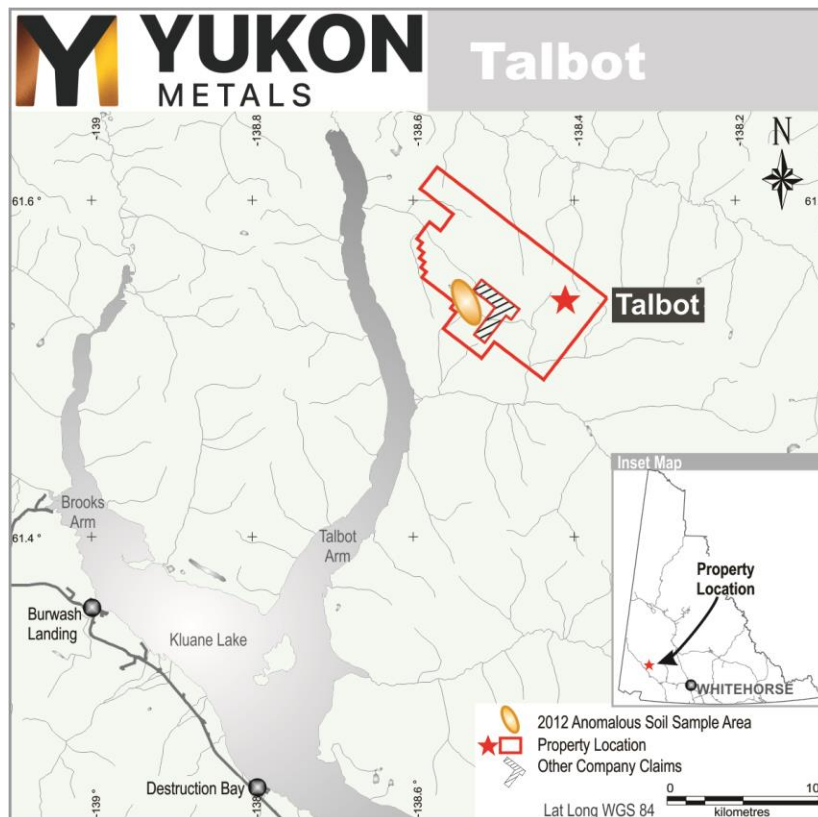 YUKON
METALS
Talbot
-139
-138.8
-138.6
-138.4
-138.2
N
61.6 °
61
Talbot
Inset Map
Brooks
Arm
61.4 °
Talbot
Arm
Property
Location
Burwash
Landing
Kluane Lake
WHITEHORSE
2012 Anomalous Soil Sample Area
Property Location
Other Company Claims
Destruction Bay
-139 °
-138.8
-138.6 °
0
10
kilometres
Lat Long WGS 84